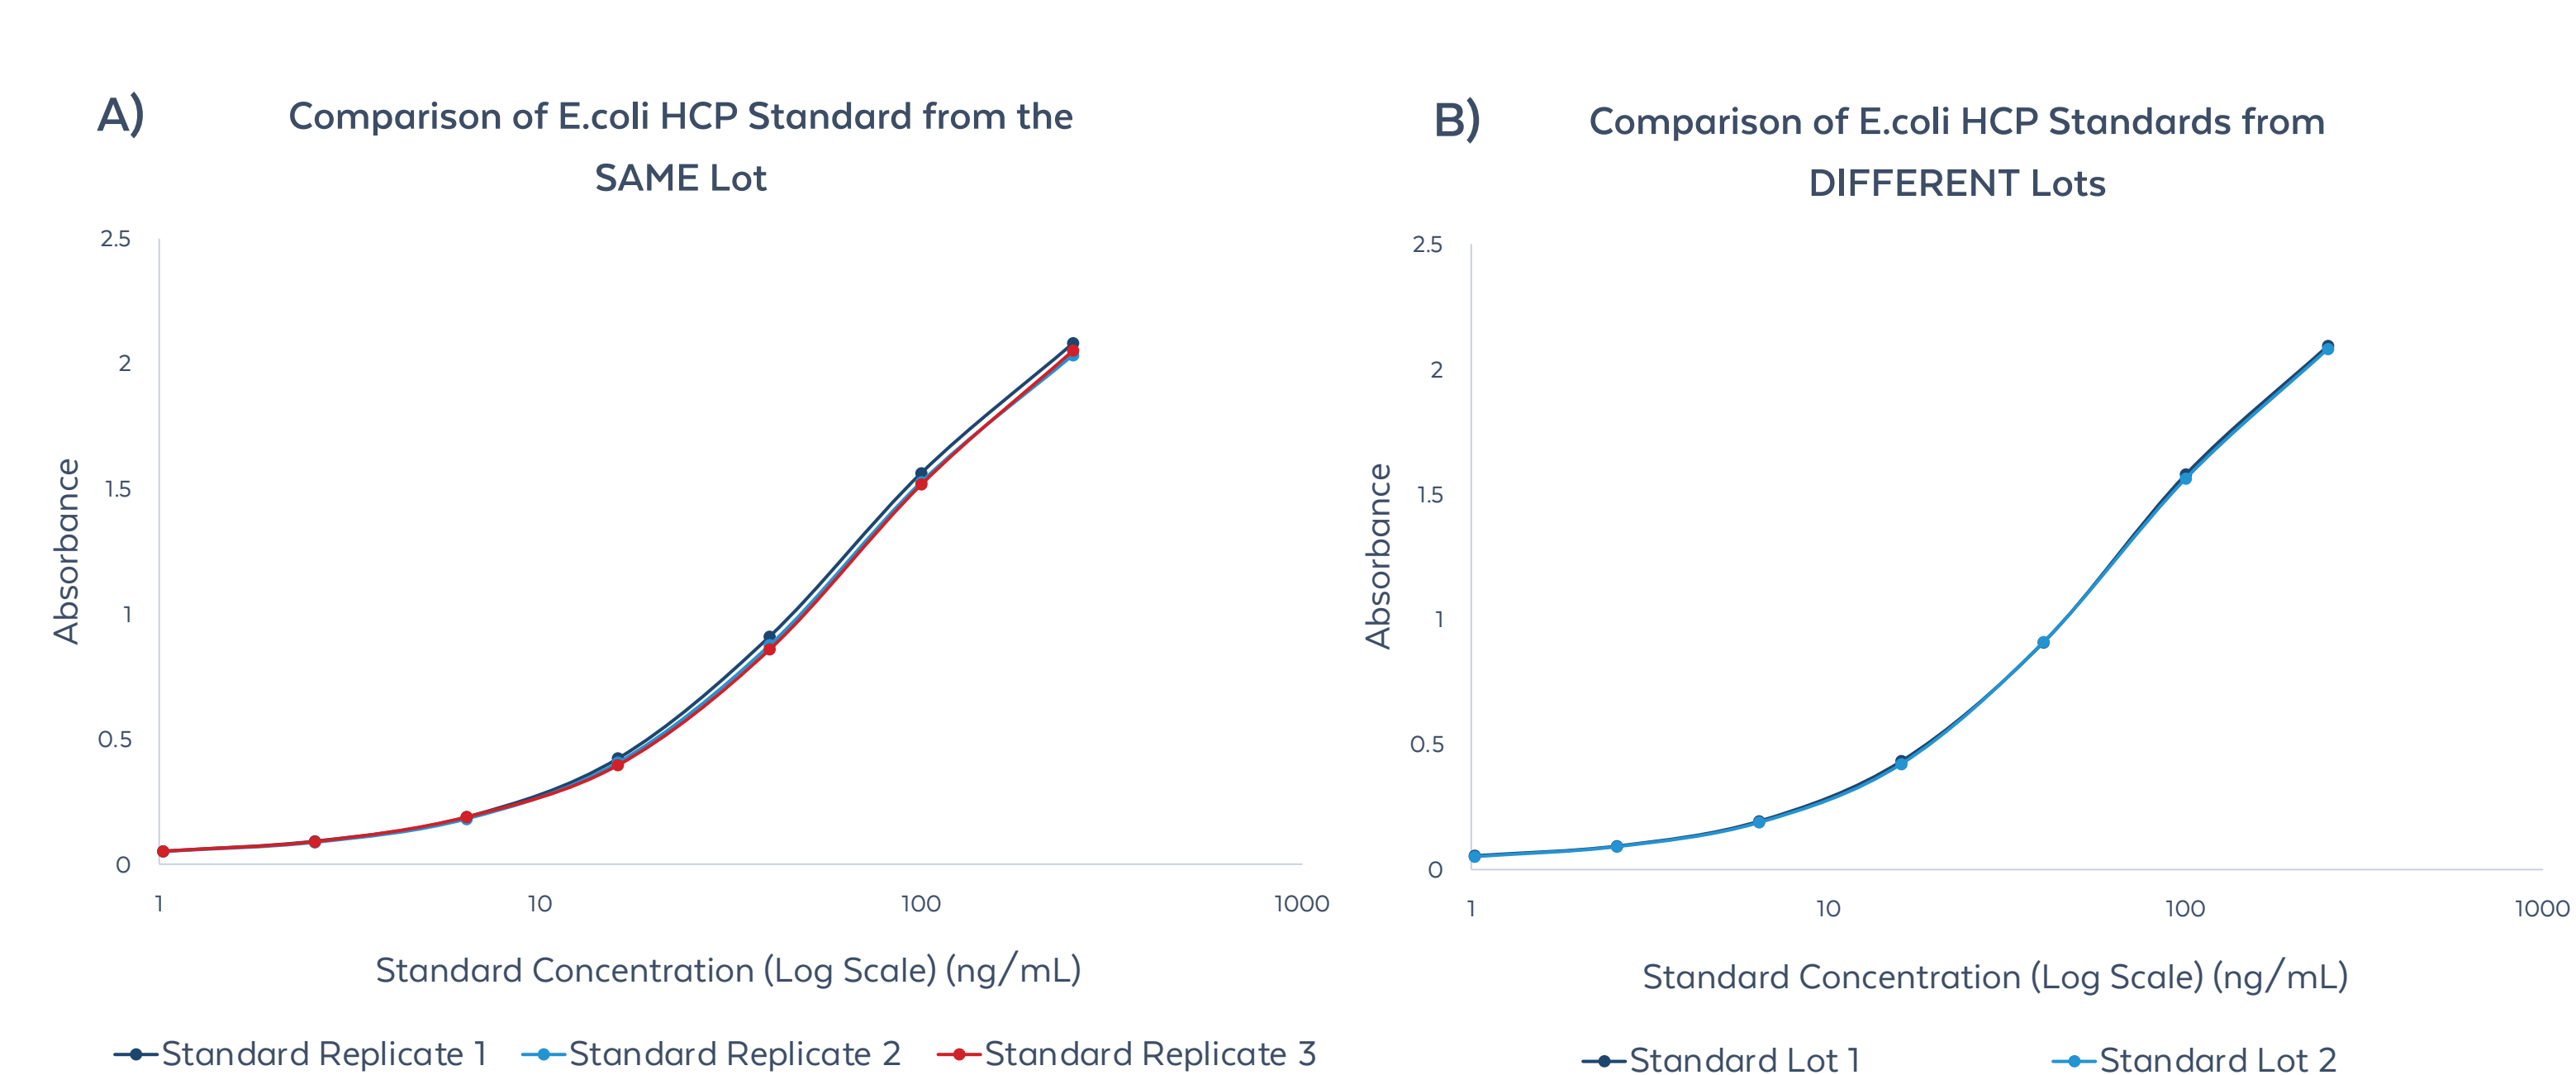 A)
Comparison of E.coli HCP Standard from the
SAME Lot
2.5
2
1.5
1
0.5
0
Absorbance
1 10 100 1000
Standard Concentration (Log Scale) (ng/mL)
Standard Replicate 1 Standard Replicate 2 Standard Replicate 3
B)
Comparison of E.coli HCP Standards from
DIFFERENT Lots
2.5
2
1.5
1
0.5
0
Absorbance
1 10 100 1000
Standard Concentration (Log Scale) (ng/mL)
Standard Lot 1 Standard Lot 2